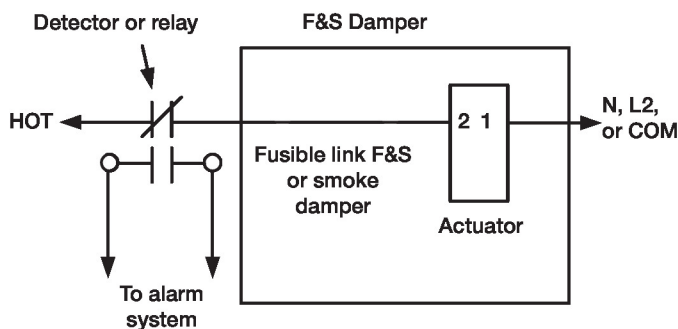 Detector or relay
F&S Damper
HOT
2 1
N, L2,
or COM
Fusible link F&S
or smoke
damper
Actuator
To alarm
system